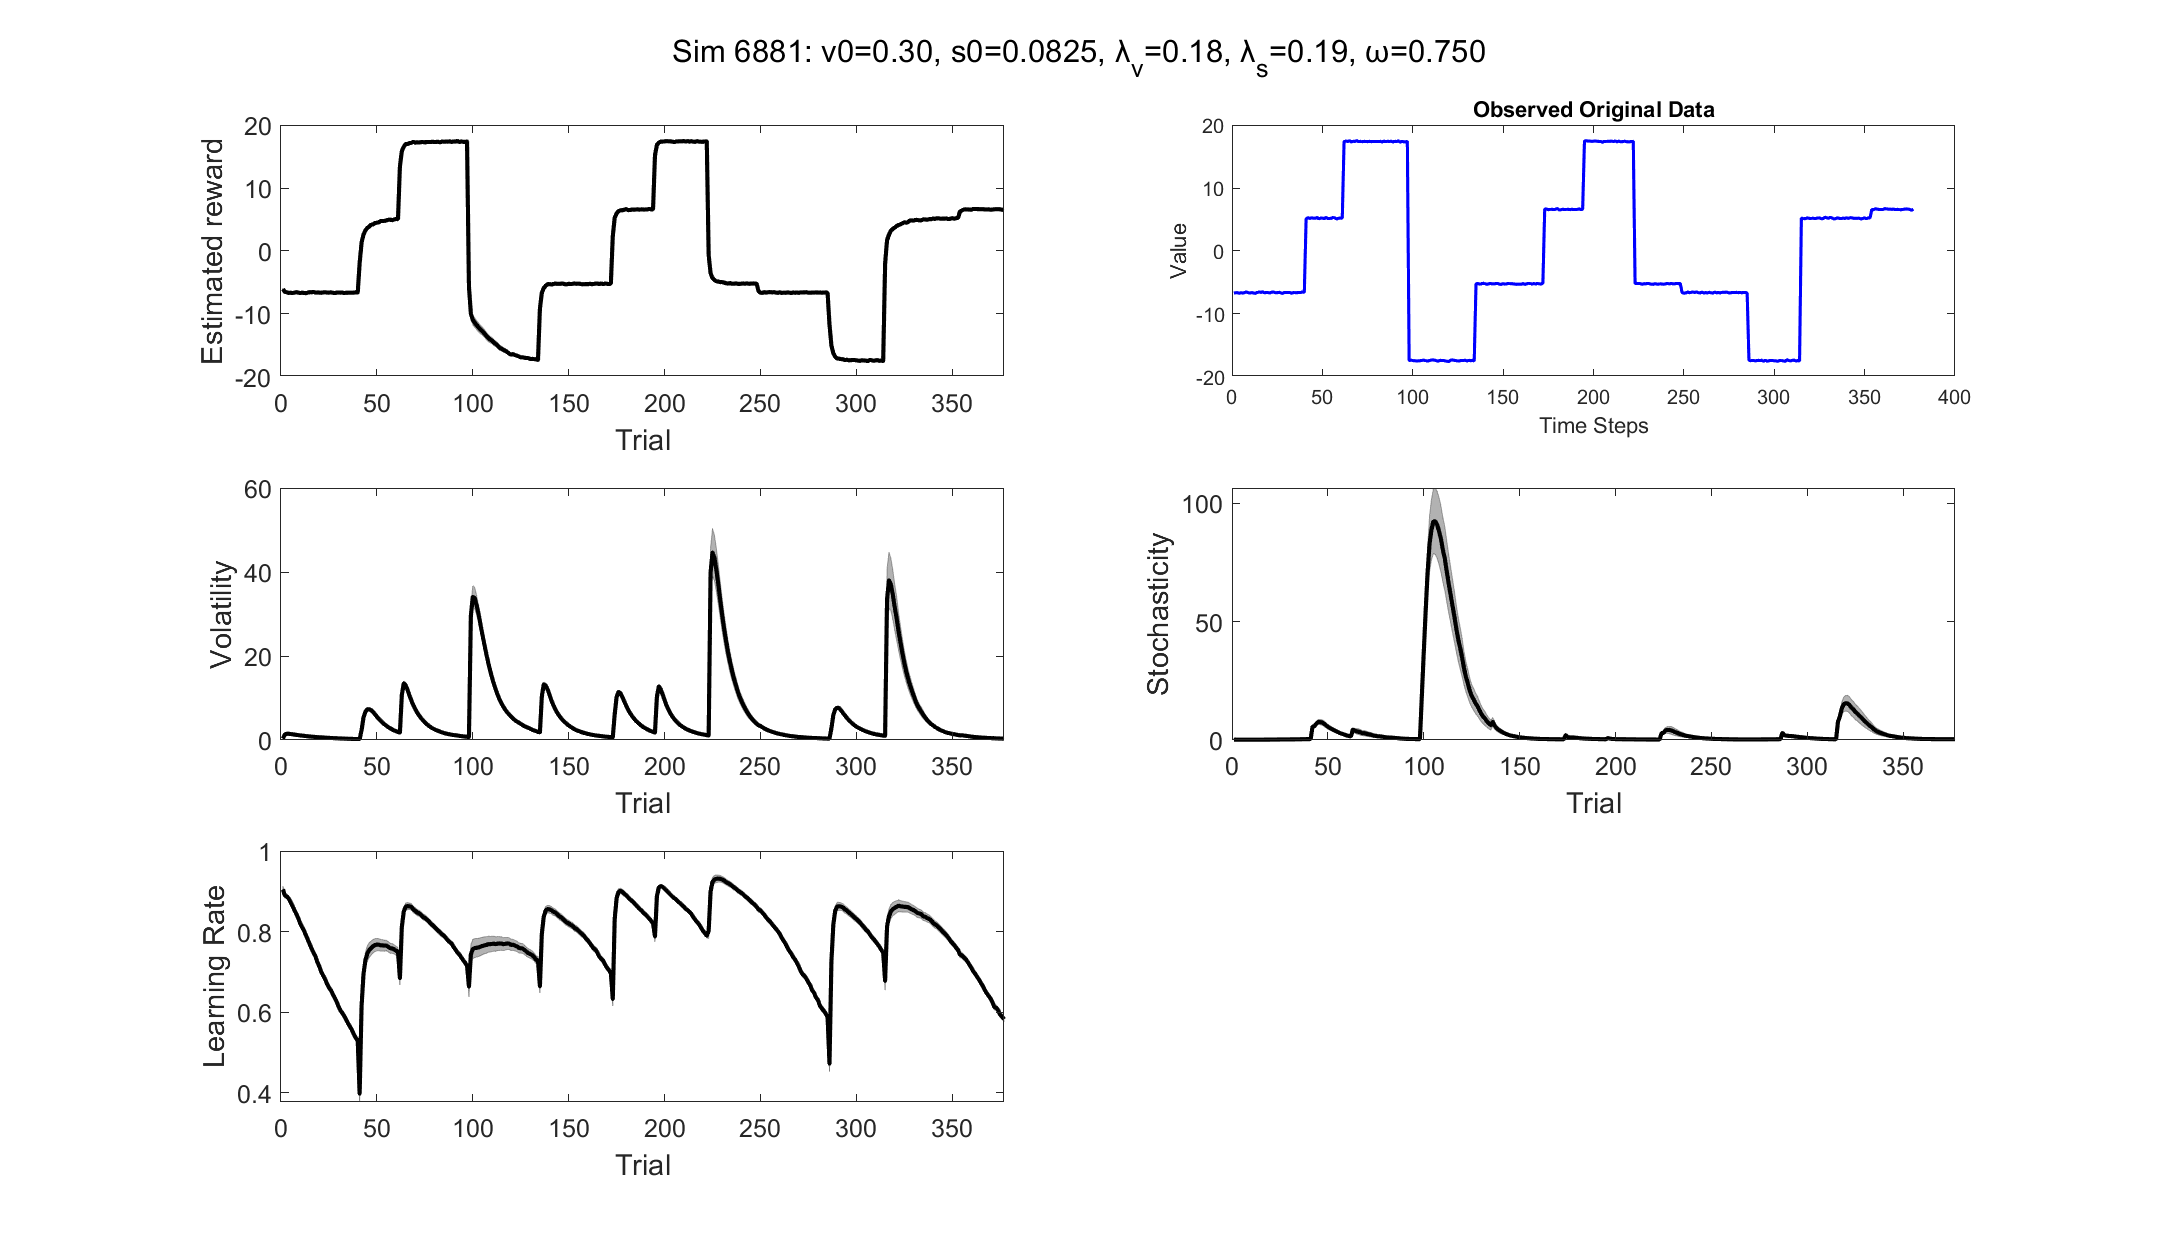 Sim 6881: v0=0.30, s0=0.0825, λ_v=0.18, λ_s=0.19, ω=0.750
20
10
0
-10
-20
Estimated reward
0 50 100 150 200 250 300 350
Trial
Observed Original Data
20
10
0
-10
-20
Value
0 50 100 150 200 250 300 350 400
Time Steps
60
40
20
0
Volatility
0 50 100 150 200 250 300 350
Trial
100
50
0
Stochasticity
0 50 100 150 200 250 300 350
Trial
1
0.8
0.6
0.4
Learning Rate
0 50 100 150 200 250 300 350
Trial